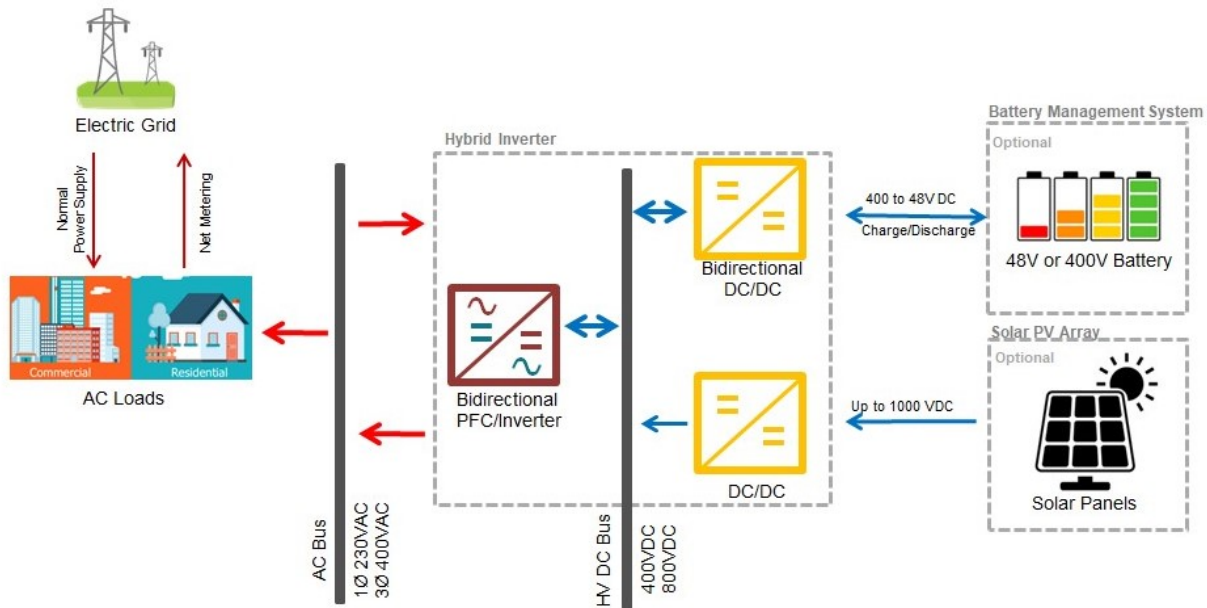 Electric Grid
Normal
Power Supply
Net Metering
Commercial
Residential
AC Loads
AC Bus
1Ø 230VAC
3Ø 400VAC
Hybrid Inverter
Bidirectional
PFC/Inverter
HV DC Bus
400VDC
800VDC
Bidirectional
DC/DC
DC/DC
400 to 48V DC
Charge/Discharge
Up to 1000 VDC
Battery Management System
Optional
48V or 400V Battery
Solar PV Array
Optional
Solar Panels